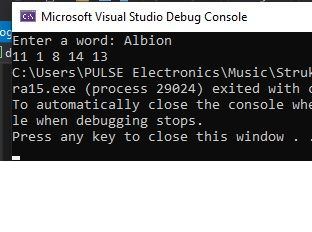 Microsoft Visual Studio Debug Console
Enter a word: Albion
11 1 8 14 13
C:\Users\PULSE Electronics\Music\Struk
ra15.exe (process 29024) exited with c
To automatically close the console whe
le when debugging stops.
Press any key to close this window . .